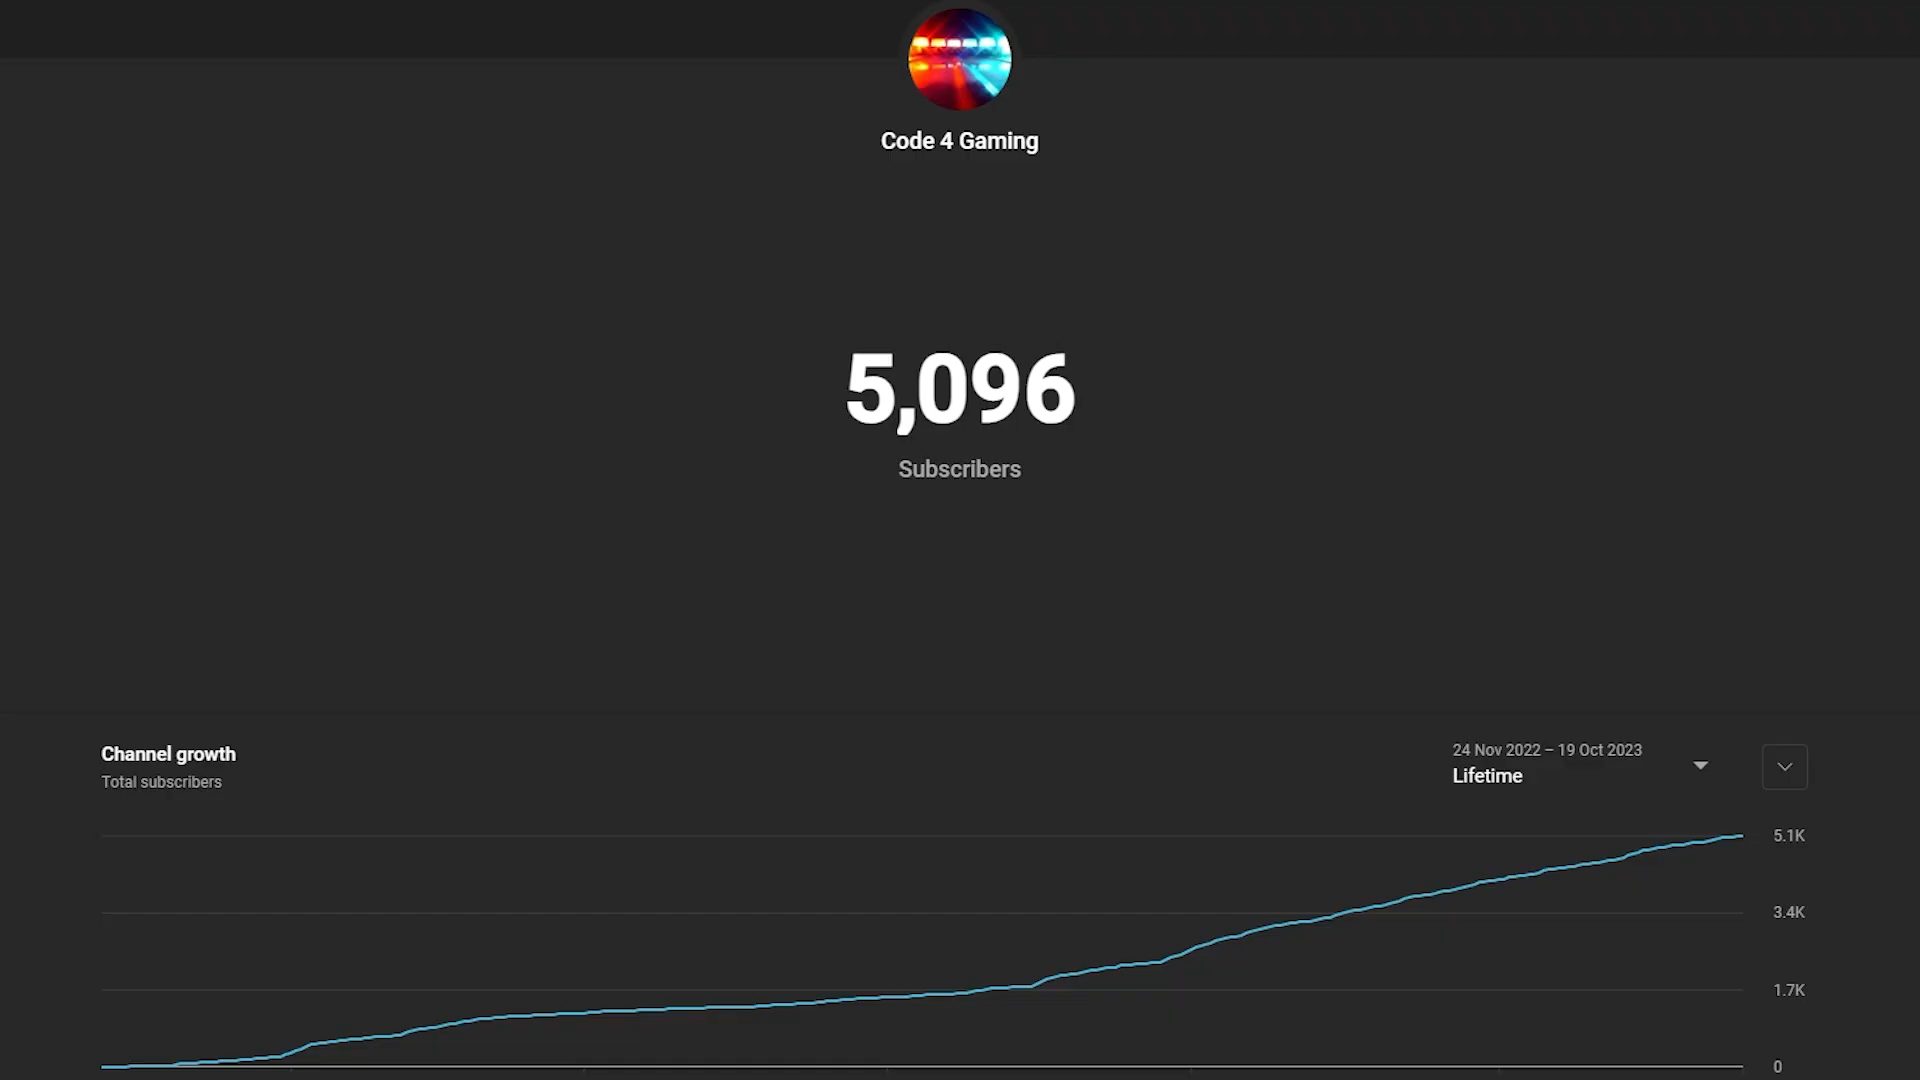 Code 4 Gaming
5,096
Subscribers
Channel growth
Total subscribers
24 Nov 2022 – 19 Oct 2023
Lifetime
5.1K
3.4K
1.7K
0